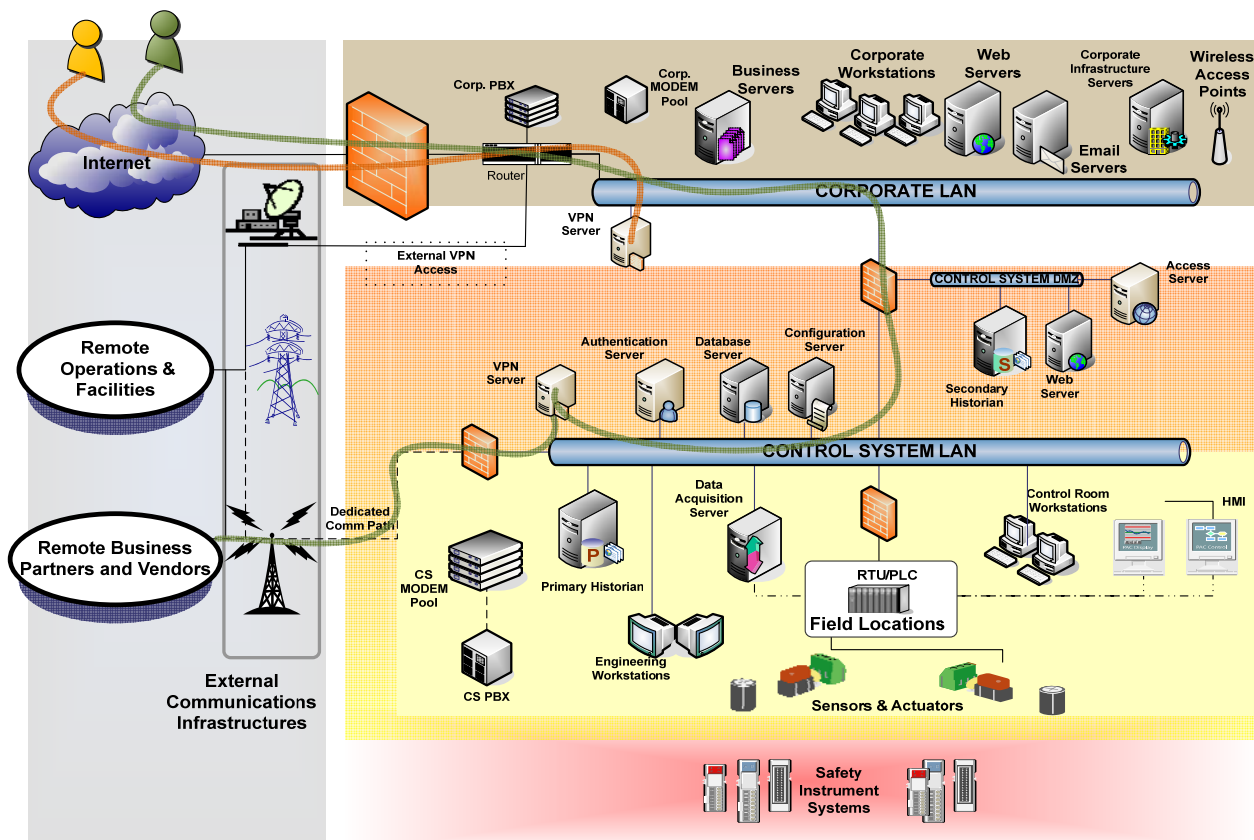 Internet
Corp. PBX
Corp.
MODEM
Pool
Business
Servers
Corporate
Workstations
Web
Servers
Email
Servers
Corporate
Infrastructure
Servers
Wireless
Access
Points
Router
CORPORATE LAN
VPN
Server
External VPN
Access
CONTROL SYSTEM DMZ
Access
Server
Secondary
Historian
S
Web
Server
Remote
Operations &
Facilities
VPN
Server
Authentication
Server
Database
Server
Configuration
Server
CONTROL SYSTEM LAN
Dedicated
Comm Path
Remote Business
Partners and Vendors
CS
MODEM
Pool
CS PBX
P
Primary Historian
Engineering
Workstations
Data
Acquisition
Server
RTU/PLC
Field Locations
Control Room
Workstations
HMI
PAC Display
PAC Control
Sensors & Actuators
External
Communications
Infrastructures
Safety
Instrument
Systems